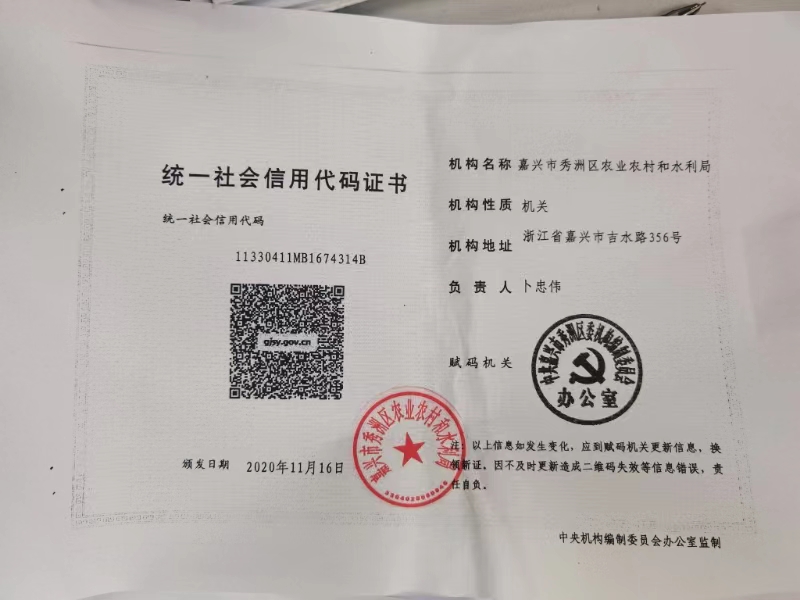 统一社会信用代码证书
统一社会信用代码
11330411MB1674314B
gjsy.gov.cn
颁发日期 2020年11月16日
机构名称 嘉兴市秀洲区农业农村和水利局
机构性质 机关
机构地址 浙江省嘉兴市吉水路356号
负责人 卜忠伟
赋码机关
中共嘉兴市秀洲区委机构编制委员会
办公室
嘉兴市秀洲区农业农村和水利局
注：以上信息如发生变化，应到赋码机关更新信息，换
领新证。因不及时更新造成二维码失效等信息错误，责
任自负。
中央机构编制委员会办公室监制